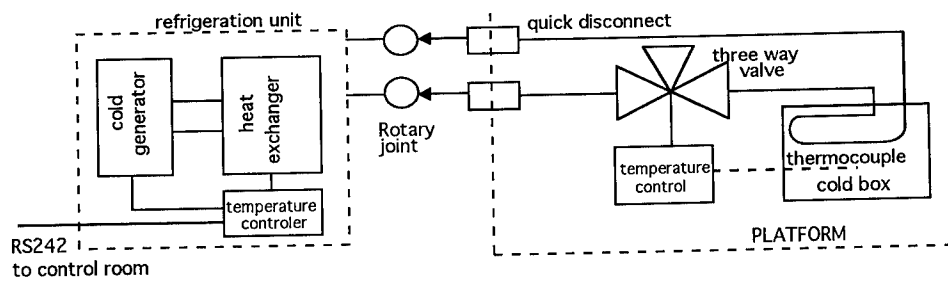 refrigeration unit
quick disconnect
three way
valve
cold
generator
heat
exchanger
Rotary
joint
temperature
control
thermocouple
cold box
temperature
controler
RS242
to control room
PLATFORM